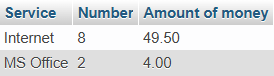 Service Number Amount of money
Internet 8 49.50
MS Office 2 4.00